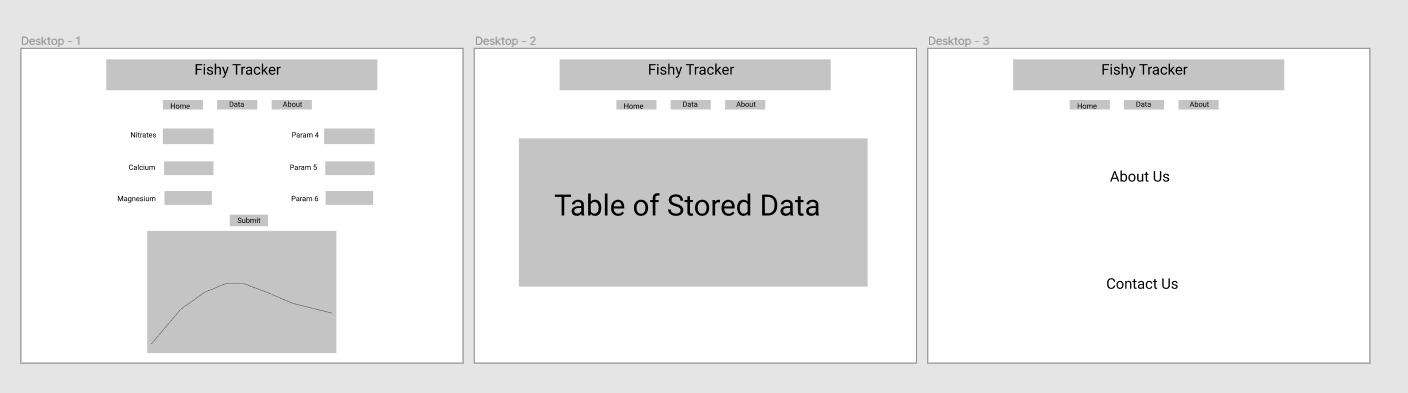 Desktop - 1
Fishy Tracker
Home Data About
Nitrates Param 4
Calcium Param 5
Magnesium Param 6
Submit
Desktop - 2
Fishy Tracker
Home Data About
Table of Stored Data
Desktop - 3
Fishy Tracker
Home Data About
About Us
Contact Us